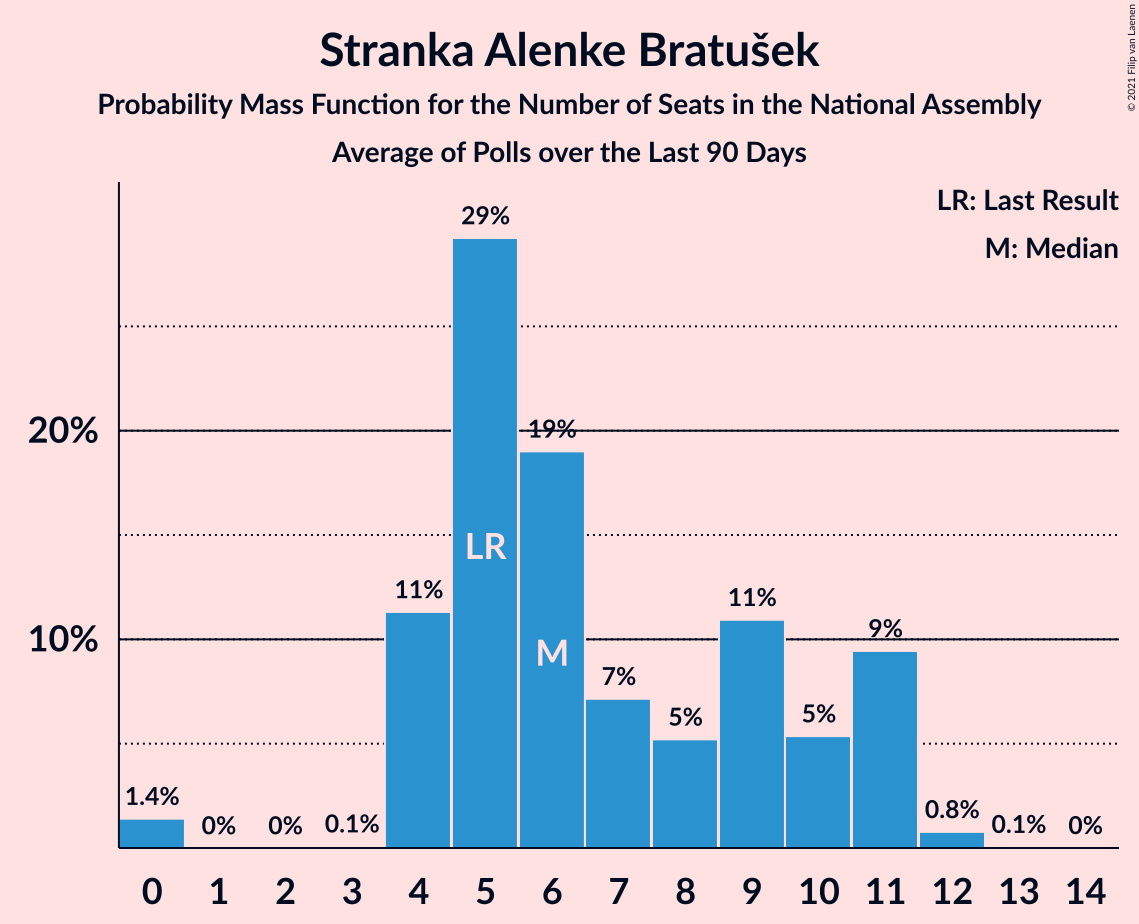 Stranka Alenke Bratušek
Probability Mass Function for the Number of Seats in the National Assembly
Average of Polls over the Last 90 Days
© 2021 Filip van Laenen
LR: Last Result
M: Median
20%
10%
1.4%
0%
0%
0.1%
11%
29%
19%
7%
5%
11%
5%
9%
0.8%
0.1%
0%
LR
M
0 1 2 3 4 5 6 7 8 9 10 11 12 13 14